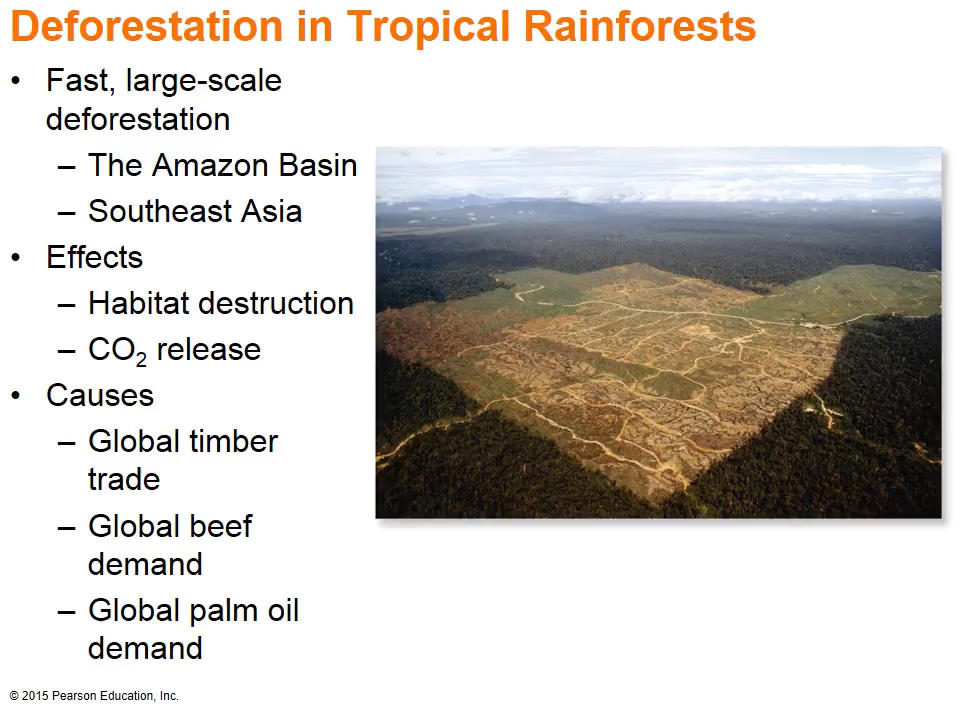 Deforestation in Tropical Rainforests
• Fast, large-scale
deforestation
– The Amazon Basin
– Southeast Asia
• Effects
– Habitat destruction
– CO₂ release
• Causes
– Global timber
trade
– Global beef
demand
– Global palm oil
demand
© 2015 Pearson Education, Inc.